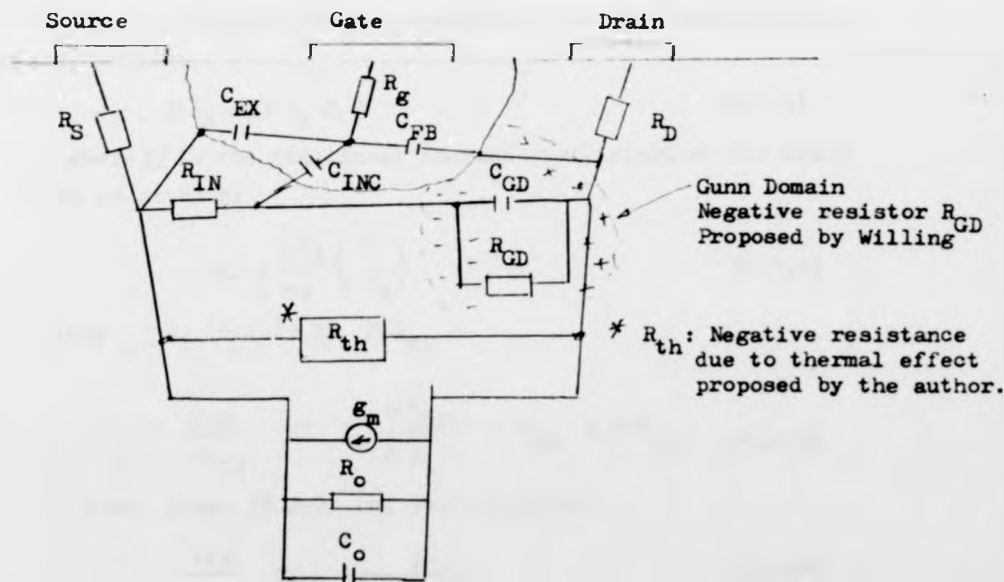 Source Gate Drain
R_g
C_EX
C_FB
R_S
R_D
R_IN
C_INC
C_GD
Gunn Domain
Negative resistor R_GD
Proposed by Willing
R_GD
*
R_th
* R_th: Negative resistance
due to thermal effect
proposed by the author.
g_m
R_o
C_o